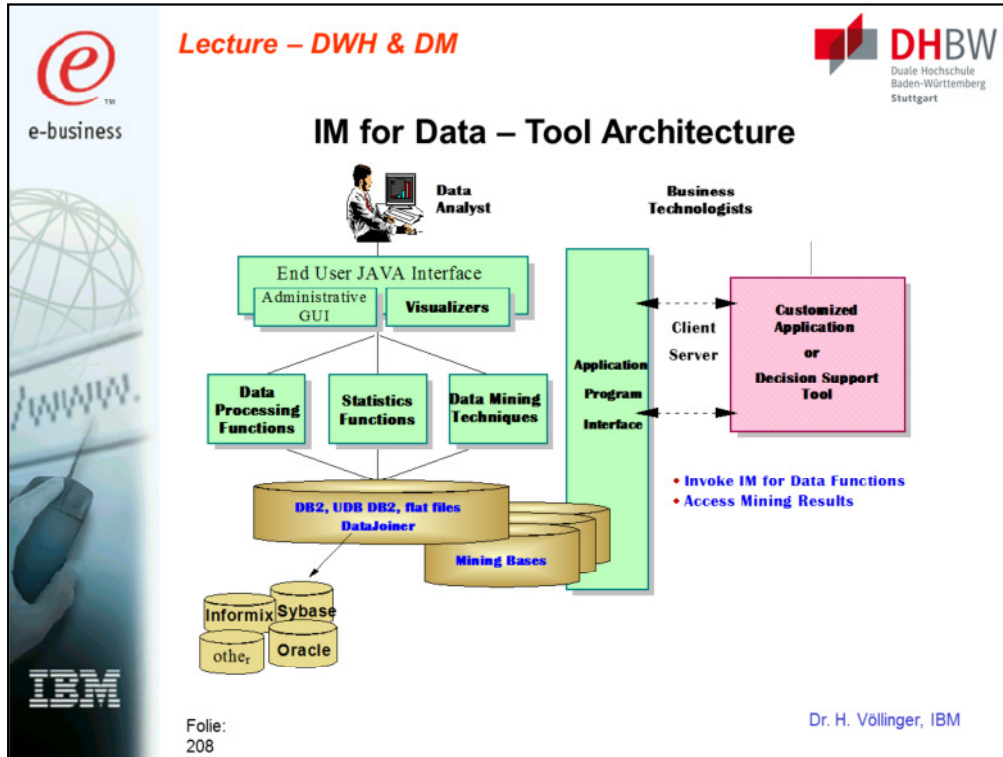 Lecture – DWH & DM
e
TM
e-business
DHBW
Duale Hochschule
Baden-Württemberg
Stuttgart
IM for Data – Tool Architecture
Data
Analyst
Business
Technologists
End User JAVA Interface
Administrative
GUI
Visualizers
Data
Processing
Functions
Statistics
Functions
Data Mining
Techniques
Application
Program
Interface
Client
Server
Customized
Application
or
Decision Support
Tool
• Invoke IM for Data Functions
• Access Mining Results
DB2, UDB DB2, flat files
DataJoiner
Mining Bases
Informix
Sybase
other
Oracle
IBM
Folie:
208
Dr. H. Völlinger, IBM